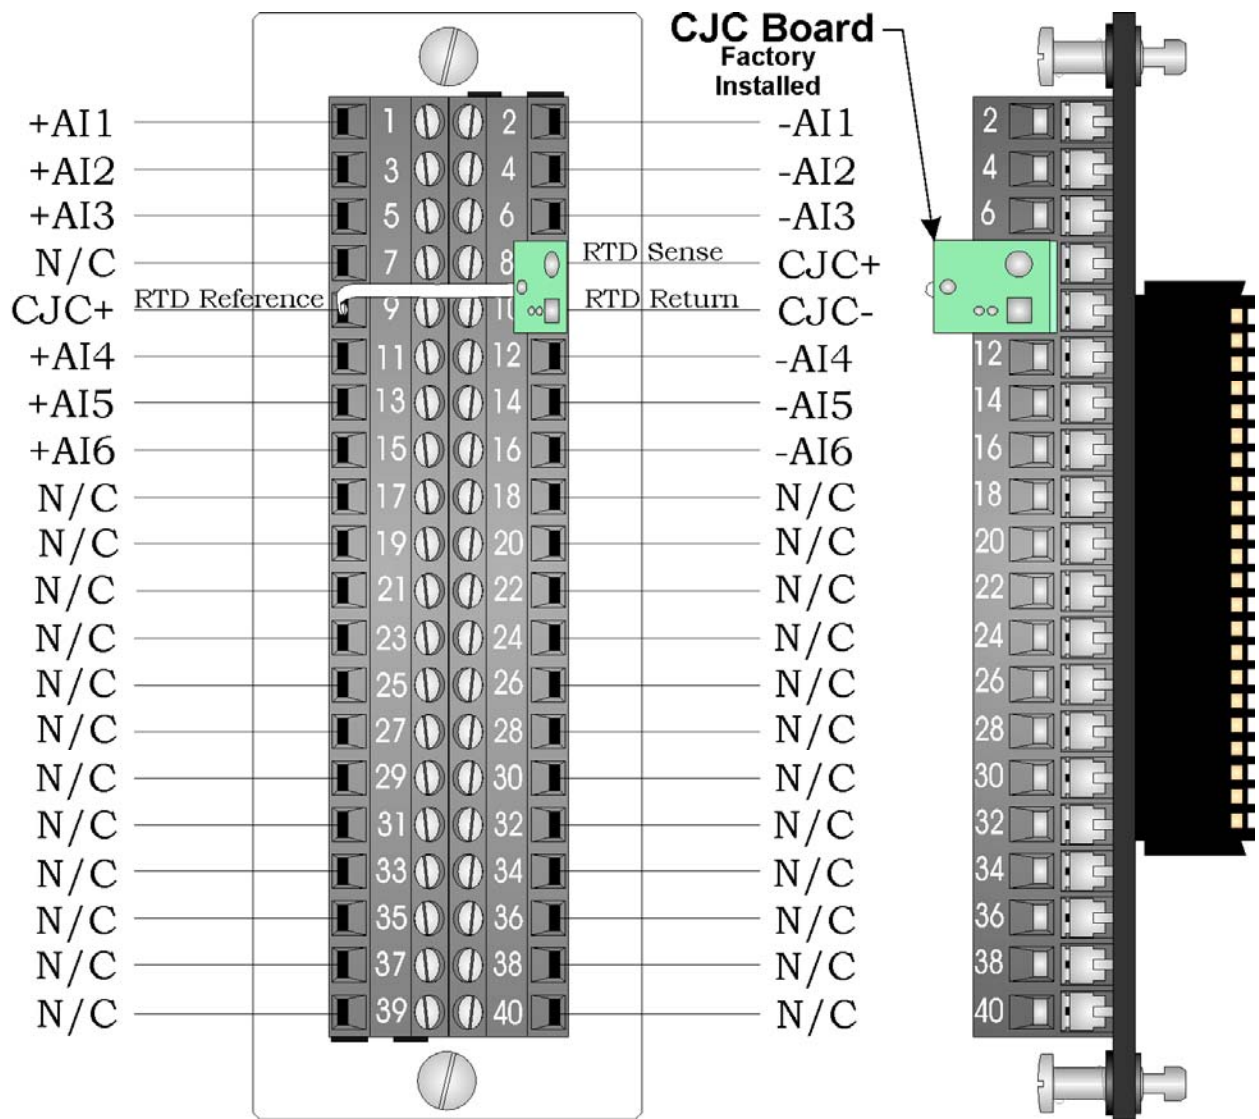 CJC Board
Factory
Installed
+AI1 1 2 -AI1 2
+AI2 3 4 -AI2 4
+AI3 5 6 -AI3 6
N/C 7 8 RTD Sense CJC+
CJC+ RTD Reference 9 10 RTD Return CJC-
+AI4 11 12 -AI4 12
+AI5 13 14 -AI5 14
+AI6 15 16 -AI6 16
N/C 17 18 N/C 18
N/C 19 20 N/C 20
N/C 21 22 N/C 22
N/C 23 24 N/C 24
N/C 25 26 N/C 26
N/C 27 28 N/C 28
N/C 29 30 N/C 30
N/C 31 32 N/C 32
N/C 33 34 N/C 34
N/C 35 36 N/C 36
N/C 37 38 N/C 38
N/C 39 40 N/C 40